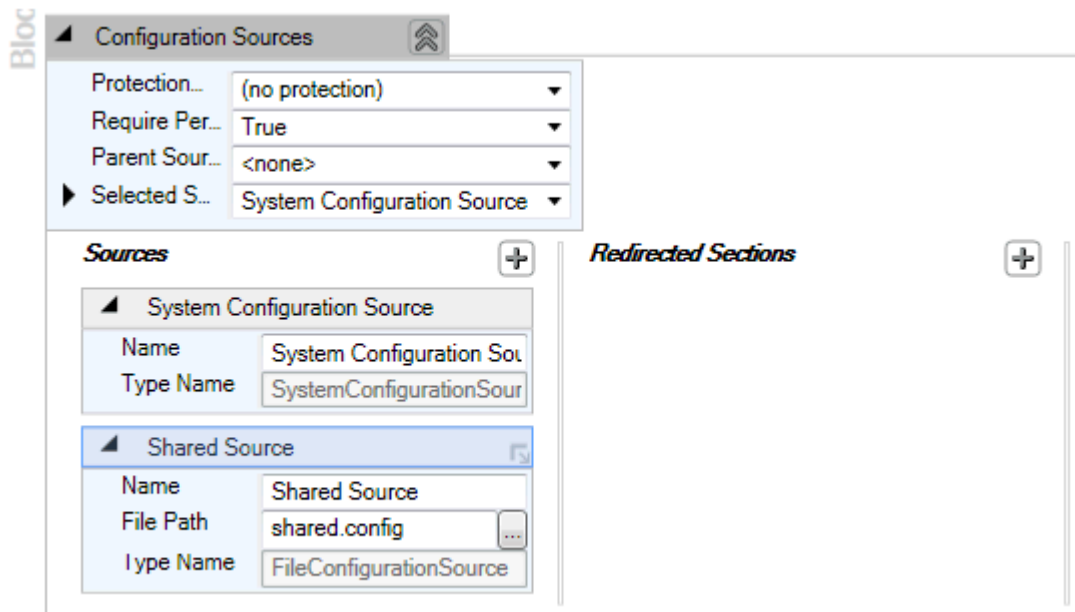 Bloc
Configuration Sources
Protection... (no protection)
Require Per... True
Parent Sour... <none>
Selected S... System Configuration Source
Sources
Redirected Sections
System Configuration Source
Name System Configuration Sou
Type Name SystemConfigurationSour
Shared Source
Name Shared Source
File Path shared.config ...
Type Name FileConfigurationSource